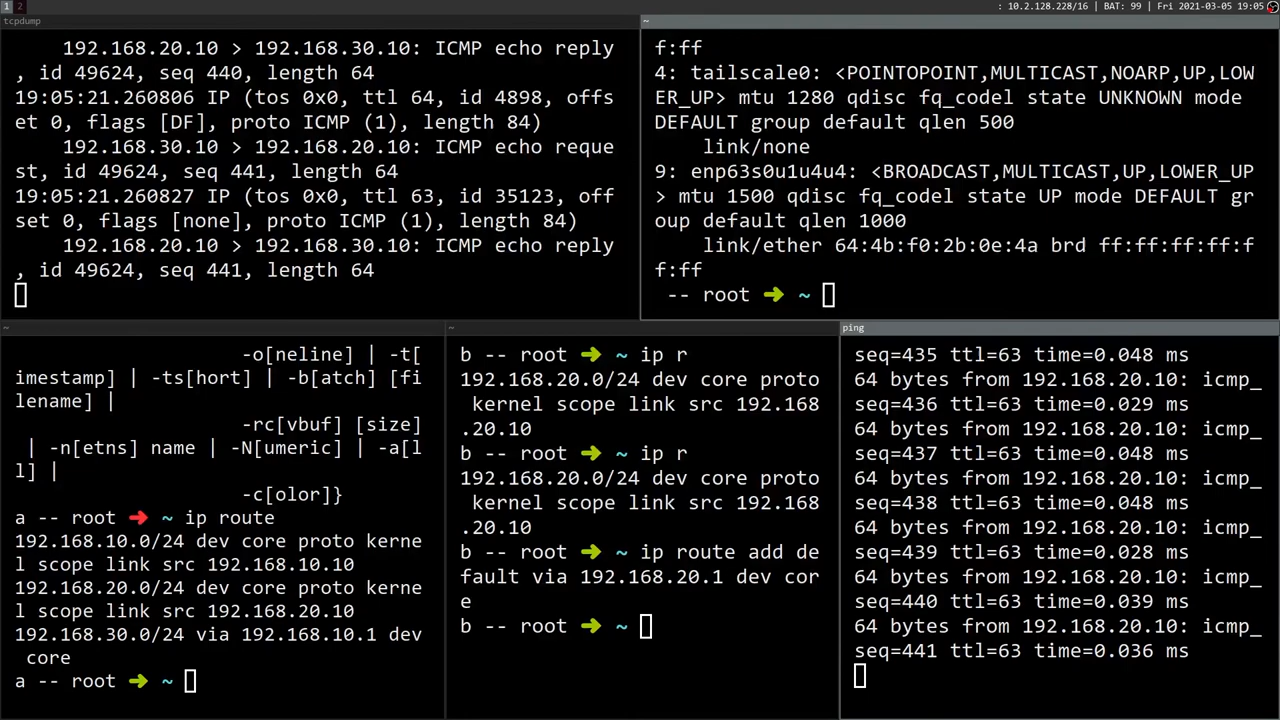 1 2
: 10.2.128.228/16 | BAT: 99 | Fri 2021-03-05 19:05
tcpdump
192.168.20.10 > 192.168.30.10: ICMP echo reply
, id 49624, seq 440, length 64
19:05:21.260806 IP (tos 0x0, ttl 64, id 4898, offs
et 0, flags [DF], proto ICMP (1), length 84)
192.168.30.10 > 192.168.20.10: ICMP echo reque
st, id 49624, seq 441, length 64
19:05:21.260827 IP (tos 0x0, ttl 63, id 35123, off
set 0, flags [none], proto ICMP (1), length 84)
192.168.20.10 > 192.168.30.10: ICMP echo reply
, id 49624, seq 441, length 64
~
f:ff
4: tailscale0: <POINTOPOINT,MULTICAST,NOARP,UP,LOW
ER_UP> mtu 1280 qdisc fq_codel state UNKNOWN mode
DEFAULT group default qlen 500
link/none
9: enp63s0u1u4u4: <BROADCAST,MULTICAST,UP,LOWER_UP
> mtu 1500 qdisc fq_codel state UP mode DEFAULT gr
oup default qlen 1000
link/ether 64:4b:f0:2b:0e:4a brd ff:ff:ff:ff:f
f:ff
-- root ➜ ~
~
-o[neline] | -t[
imestamp] | -ts[hort] | -b[atch] [fi
lename] |
-rc[vbuf] [size]
| -n[etns] name | -N[umeric] | -a[l
l] |
-c[olor]}
a -- root ➜ ~ ip route
192.168.10.0/24 dev core proto kerne
l scope link src 192.168.10.10
192.168.20.0/24 dev core proto kerne
l scope link src 192.168.20.10
192.168.30.0/24 via 192.168.10.1 dev
core
a -- root ➜ ~
~
b -- root ➜ ~ ip r
192.168.20.0/24 dev core proto
kernel scope link src 192.168
.20.10
b -- root ➜ ~ ip r
192.168.20.0/24 dev core proto
kernel scope link src 192.168
.20.10
b -- root ➜ ~ ip route add de
fault via 192.168.20.1 dev cor
e
b -- root ➜ ~
ping
seq=435 ttl=63 time=0.048 ms
64 bytes from 192.168.20.10: icmp_
seq=436 ttl=63 time=0.029 ms
64 bytes from 192.168.20.10: icmp_
seq=437 ttl=63 time=0.048 ms
64 bytes from 192.168.20.10: icmp_
seq=438 ttl=63 time=0.048 ms
64 bytes from 192.168.20.10: icmp_
seq=439 ttl=63 time=0.028 ms
64 bytes from 192.168.20.10: icmp_
seq=440 ttl=63 time=0.039 ms
64 bytes from 192.168.20.10: icmp_
seq=441 ttl=63 time=0.036 ms